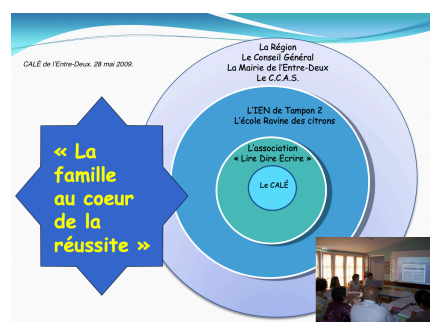 La Région
Le Conseil Général
La Mairie de l'Entre-Deux
Le C.C.A.S.
CALÉ de l'Entre-Deux. 28 mai 2009.
L'IEN de Tampon 2
L'école Ravine des citrons
L'association
« Lire Dire Ecrire »
Le CALÉ
« La
famille
au coeur
de la
réussite »